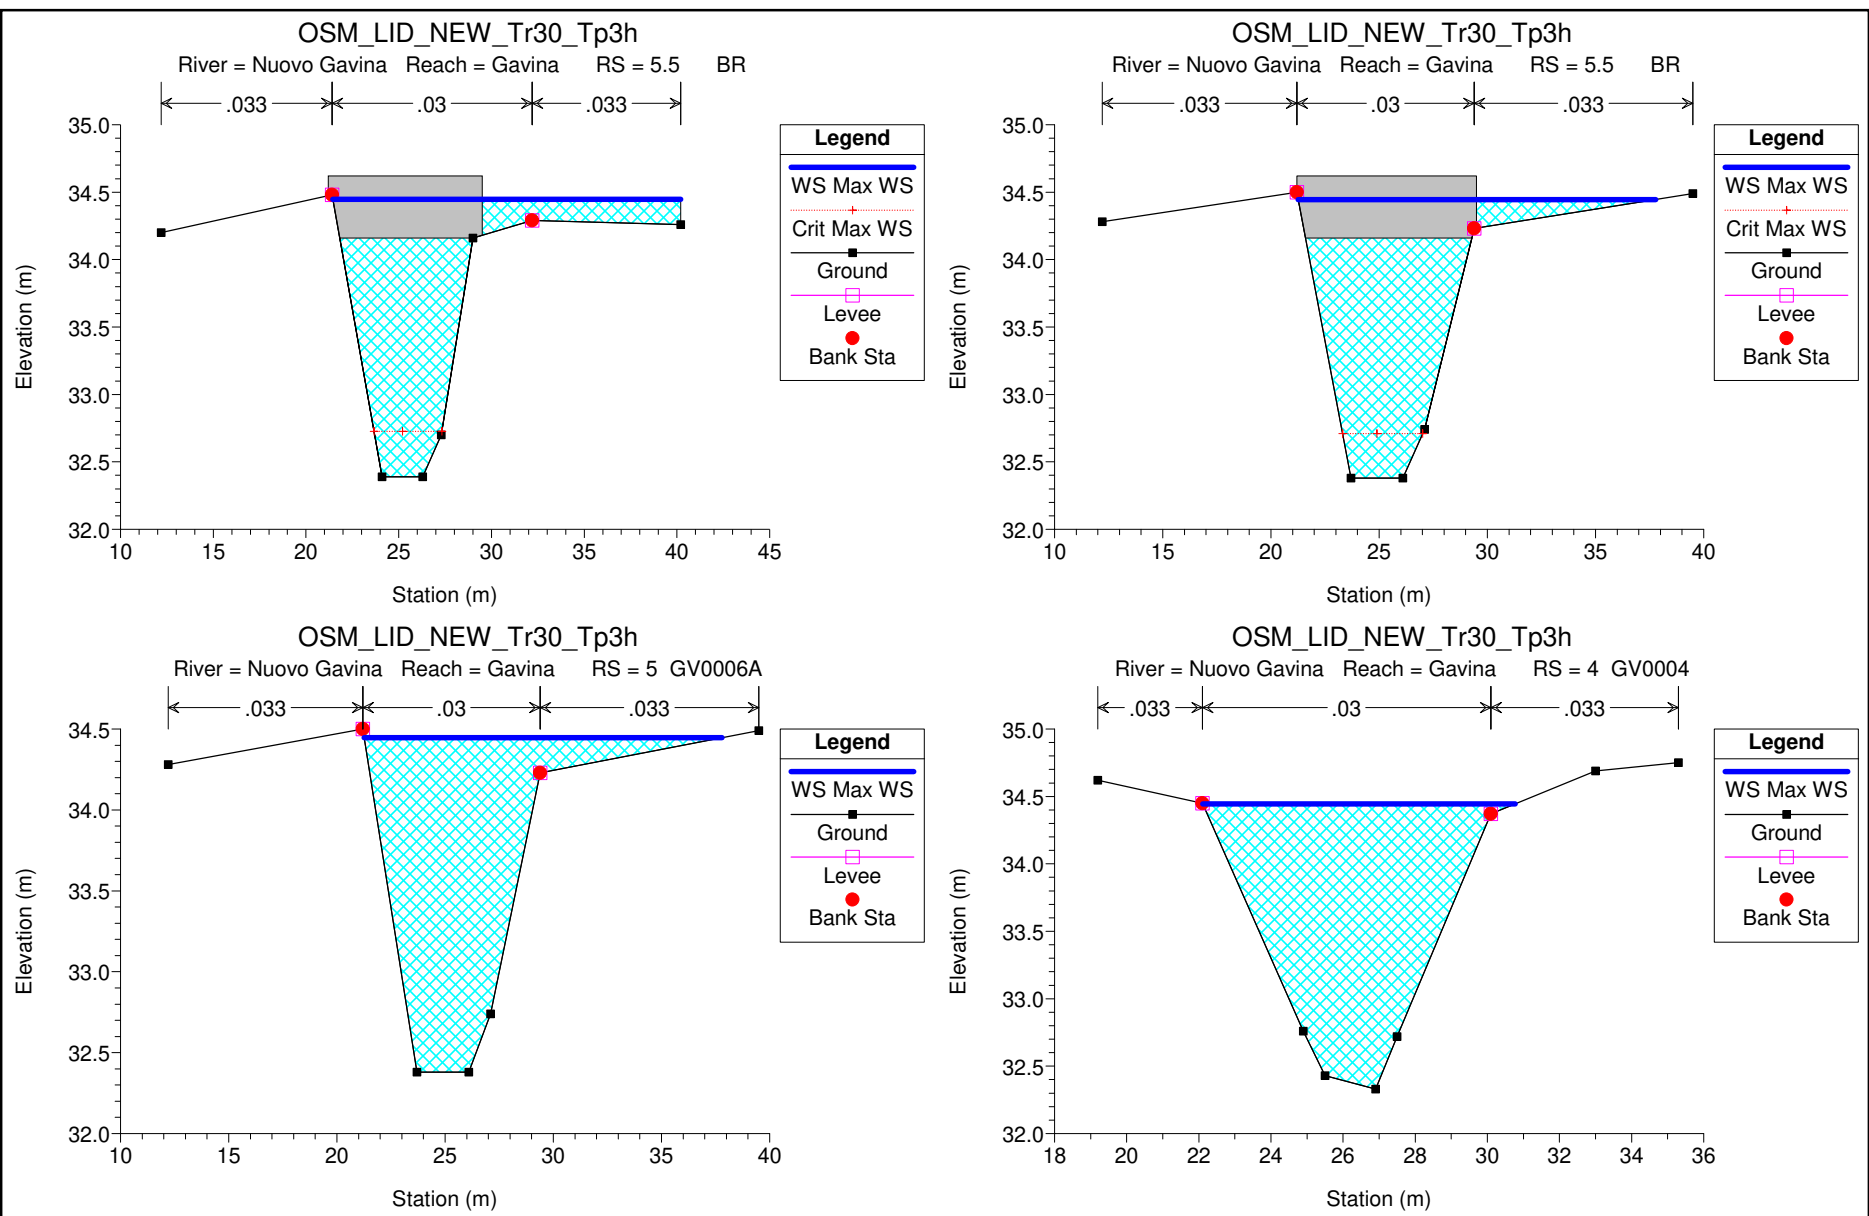 OSM_LID_NEW_Tr30_Tp3h
River = Nuovo Gavina Reach = Gavina RS = 5.5 BR
.033 .03 .033
35.0
34.5
34.0
33.5
33.0
32.5
32.0
10 15 20 25 30 35 40 45
Station (m)
Elevation (m)
Legend
WS Max WS
Crit Max WS
Ground
Levee
Bank Sta
OSM_LID_NEW_Tr30_Tp3h
River = Nuovo Gavina Reach = Gavina RS = 5.5 BR
.033 .03 .033
35.0
34.5
34.0
33.5
33.0
32.5
32.0
10 15 20 25 30 35 40
Station (m)
Elevation (m)
Legend
WS Max WS
Crit Max WS
Ground
Levee
Bank Sta
OSM_LID_NEW_Tr30_Tp3h
River = Nuovo Gavina Reach = Gavina RS = 5 GV0006A
.033 .03 .033
34.5
34.0
33.5
33.0
32.5
32.0
10 15 20 25 30 35 40
Station (m)
Elevation (m)
Legend
WS Max WS
Ground
Levee
Bank Sta
OSM_LID_NEW_Tr30_Tp3h
River = Nuovo Gavina Reach = Gavina RS = 4 GV0004
.033 .03 .033
35.0
34.5
34.0
33.5
33.0
32.5
32.0
18 20 22 24 26 28 30 32 34 36
Station (m)
Elevation (m)
Legend
WS Max WS
Ground
Levee
Bank Sta